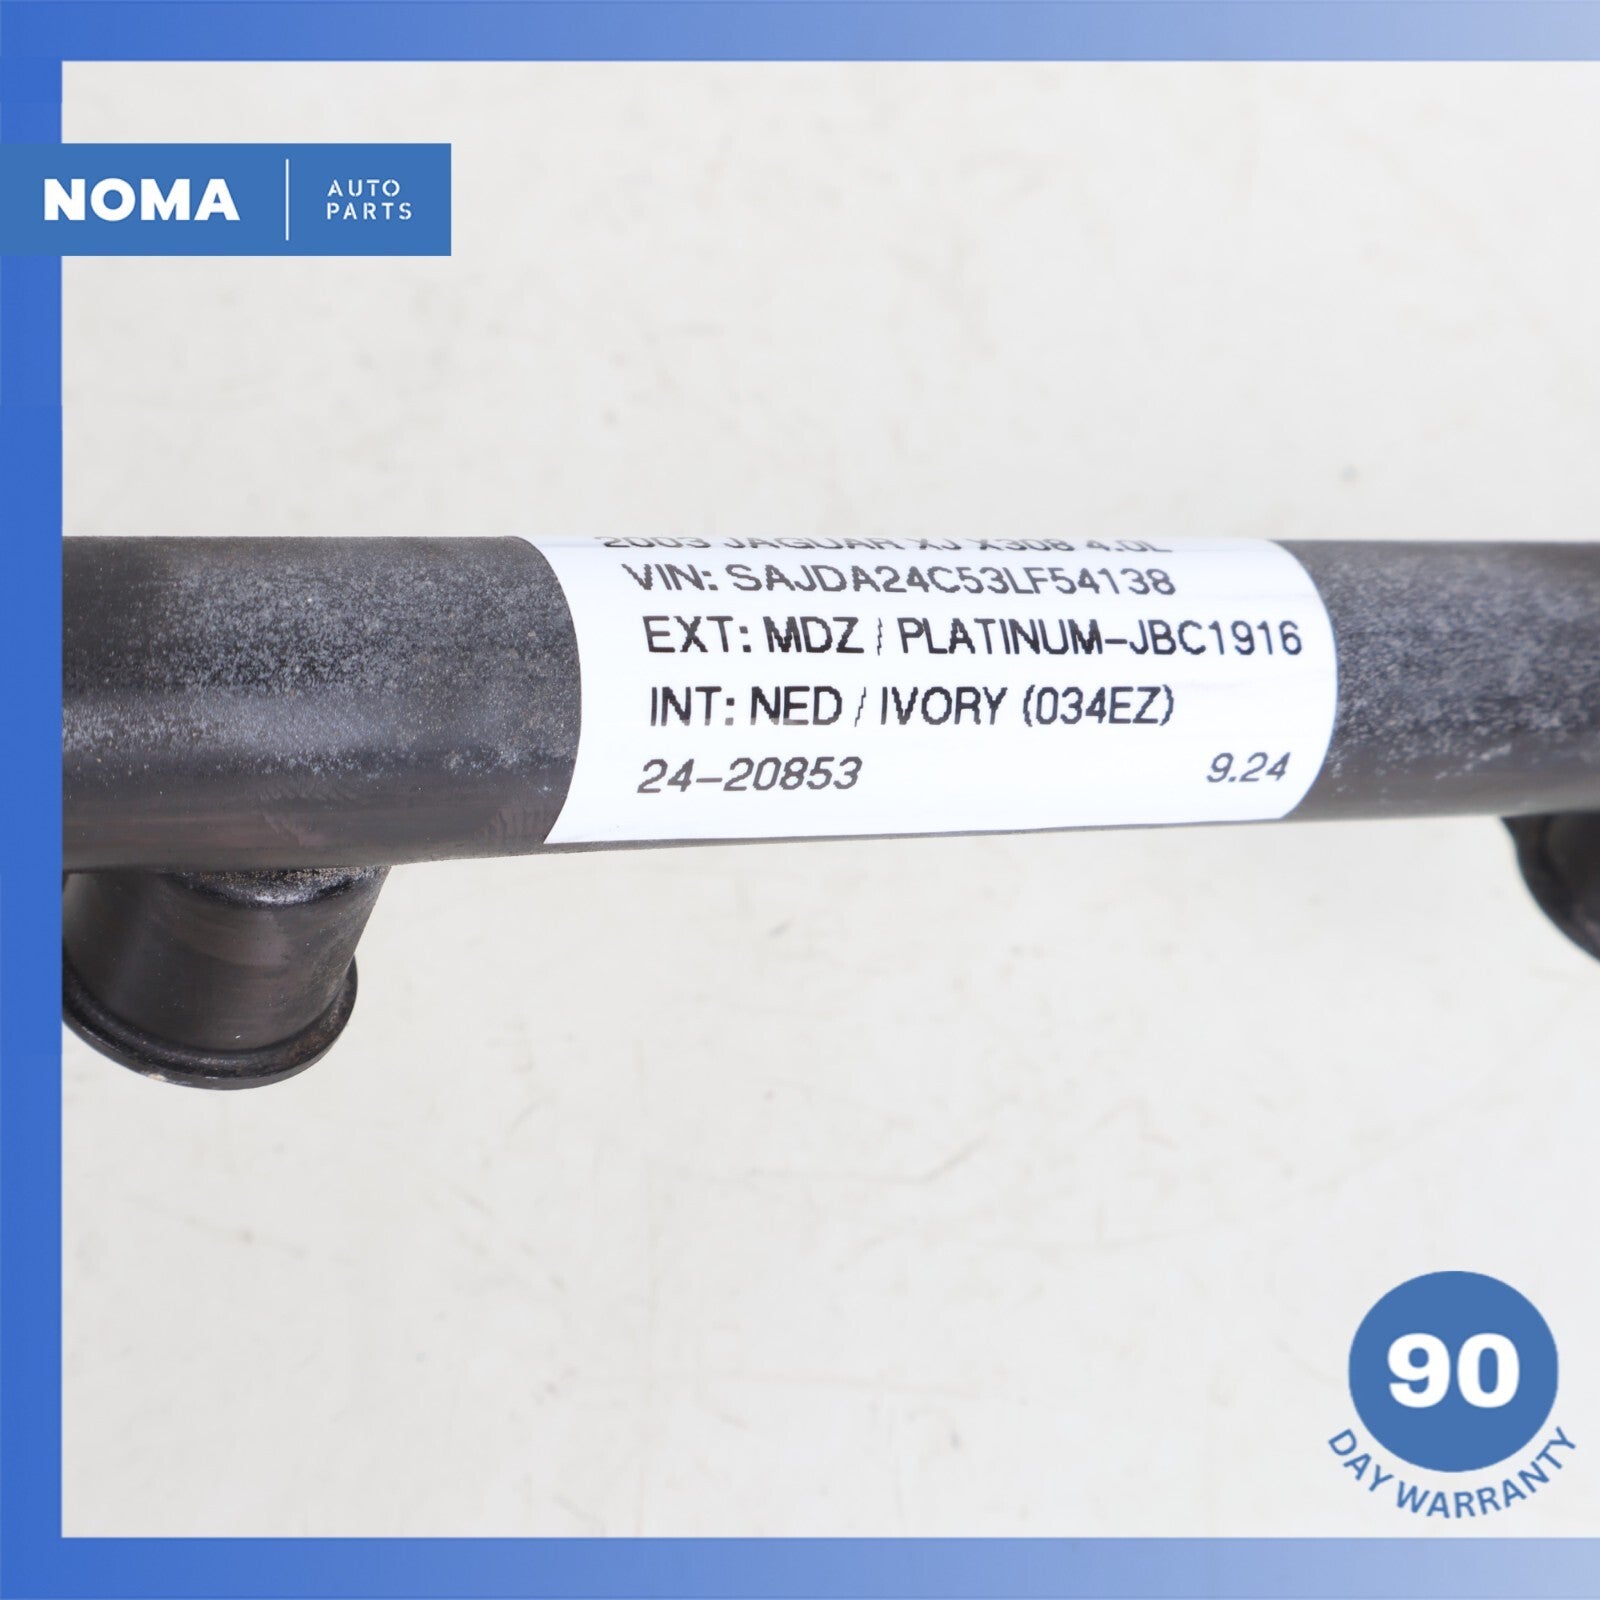 NOMA
AUTO
PARTS
2003 JAGUAR XJ X308 4.0L
VIN: SAJDA24C53LF54138
EXT: MDZ / PLATINUM-JBC1916
INT: NED / IVORY (034EZ)
24-20853 9.24
90
DAY WARRANTY